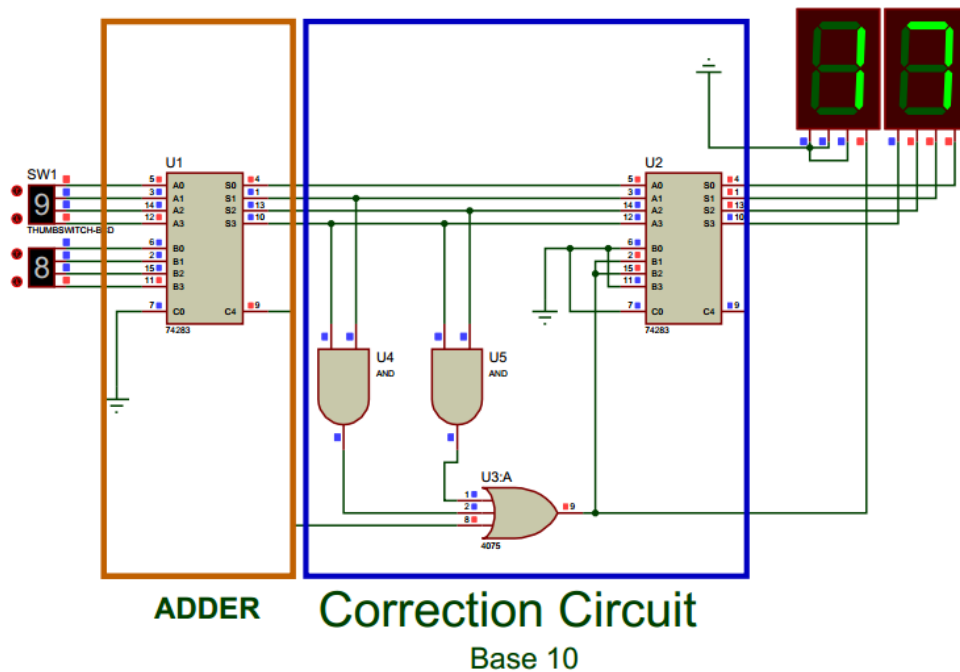 SW1
9
THUMBSWITCH-BCD
8
U1
5 A0 S0 4
3 A1 S1 1
14 A2 S2 13
12 A3 S3 10
6 B0
2 B1
15 B2
11 B3
7 C0 C4 9
74283
U2
5 A0 S0 4
3 A1 S1 1
14 A2 S2 13
12 A3 S3 10
6 B0
2 B1
15 B2
11 B3
7 C0 C4 9
74283
17
U4
AND
U5
AND
U3:A
1
2
8
9
4075
ADDER
Correction Circuit
Base 10